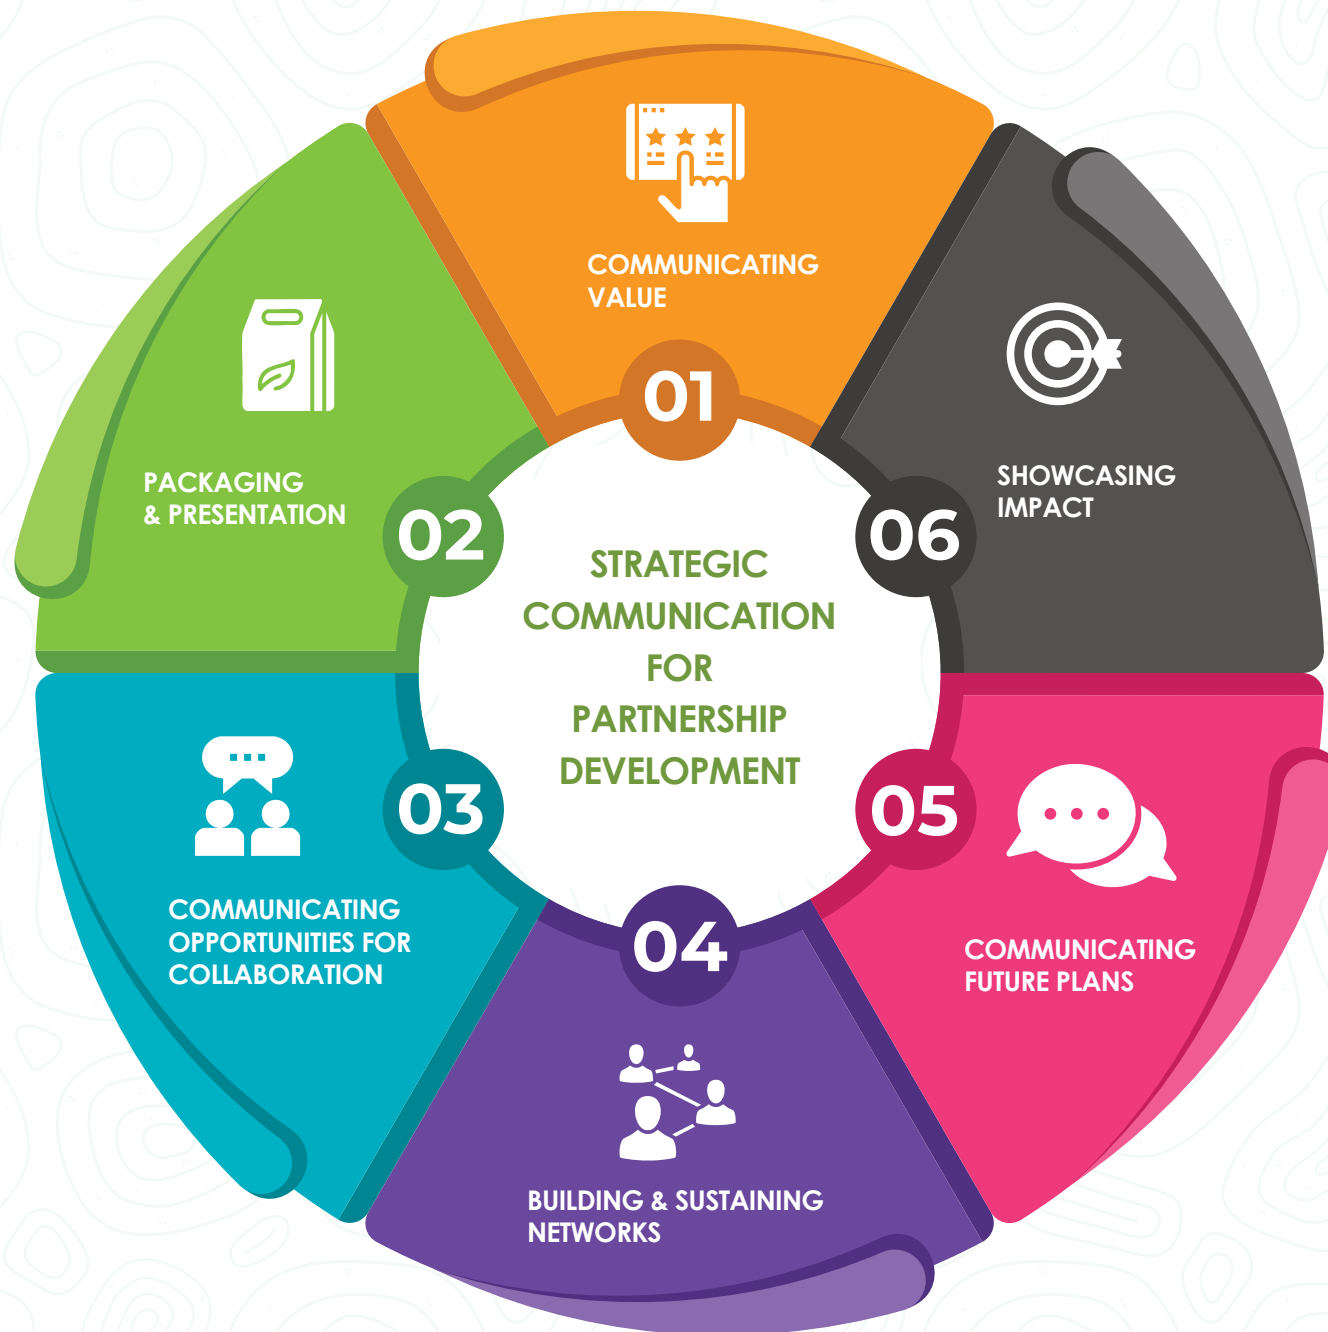 COMMUNICATING
VALUE
01
PACKAGING
& PRESENTATION
02
COMMUNICATING
OPPORTUNITIES FOR
COLLABORATION
03
BUILDING & SUSTAINING
NETWORKS
04
COMMUNICATING
FUTURE PLANS
05
SHOWCASING
IMPACT
06
STRATEGIC
COMMUNICATION
FOR
PARTNERSHIP
DEVELOPMENT